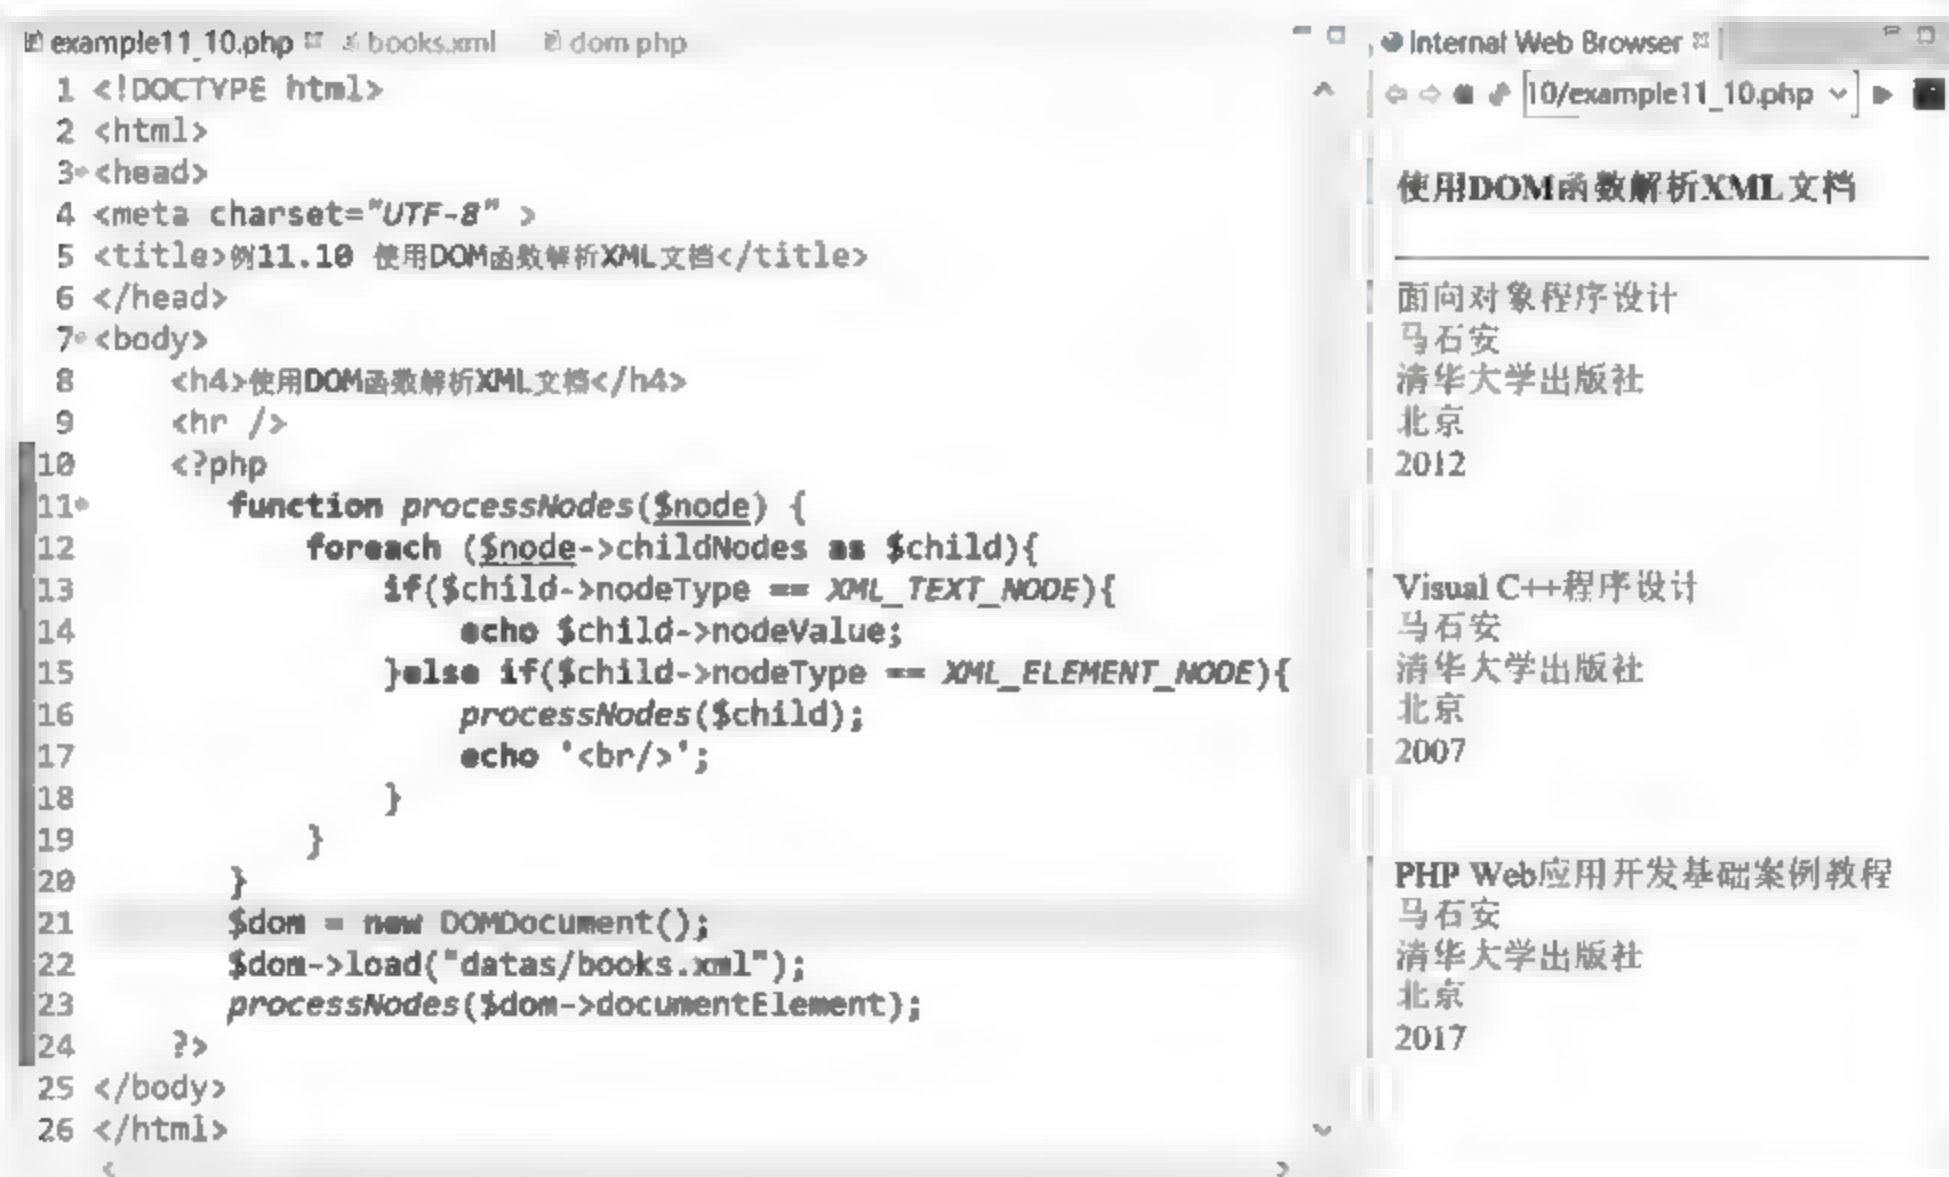 example11_10.php books.xml dom.php
1 <!DOCTYPE html>
2 <html>
3 <head>
4 <meta charset="UTF-8" >
5 <title>例11.10 使用DOM函数解析XML文档</title>
6 </head>
7 <body>
8 <h4>使用DOM函数解析XML文档</h4>
9 <hr />
10 <?php
11 function processNodes($node) {
12 foreach ($node->childNodes as $child){
13 if($child->nodeType == XML_TEXT_NODE){
14 echo $child->nodeValue;
15 }else if($child->nodeType == XML_ELEMENT_NODE){
16 processNodes($child);
17 echo '<br/>';
18 }
19 }
20 }
21 $dom = new DOMDocument();
22 $dom->load("datas/books.xml");
23 processNodes($dom->documentElement);
24 ?>
25 </body>
26 </html>
Internal Web Browser
10/example11_10.php
使用DOM函数解析XML文档
面向对象程序设计
马石安
清华大学出版社
北京
2012
Visual C++程序设计
马石安
清华大学出版社
北京
2007
PHP Web应用开发基础案例教程
马石安
清华大学出版社
北京
2017